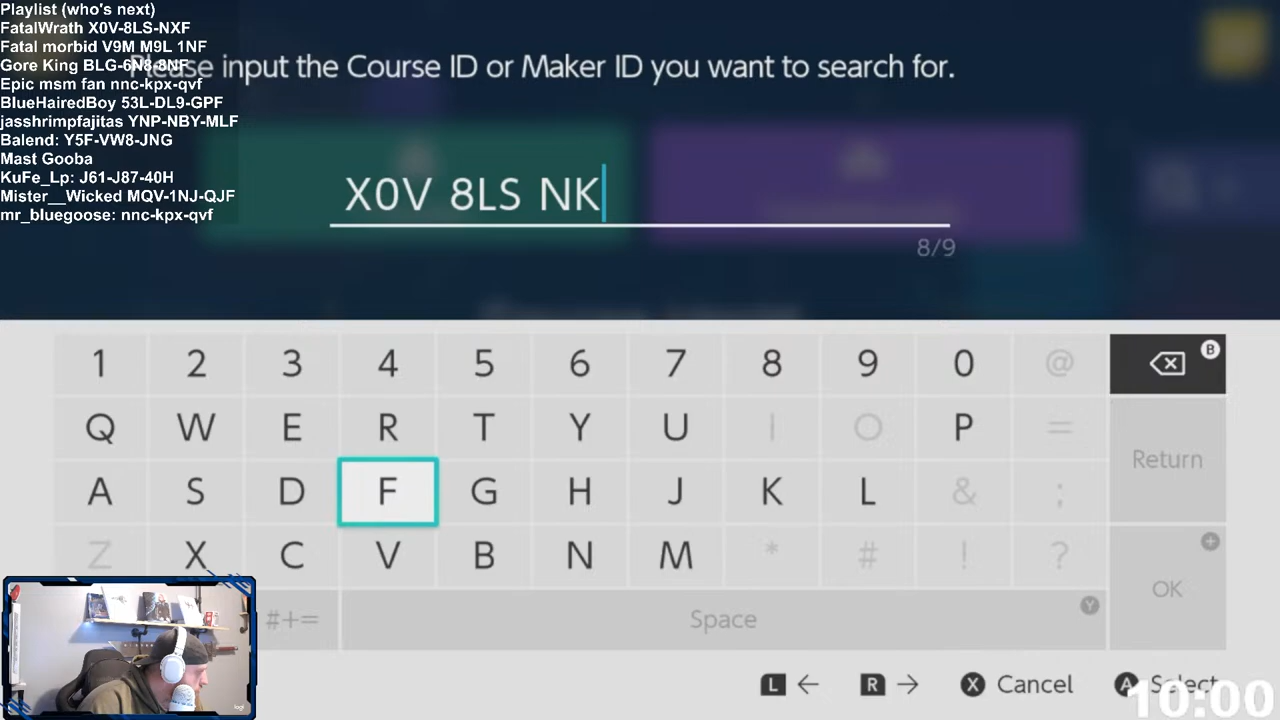 Playlist (who's next)
FatalWrath X0V-8LS-NXF
Fatal morbid V9M M9L 1NF
Gore King BLG-6N8-8NF
Epic msm fan nnc-kpx-qvf
BlueHairedBoy 53L-DL9-GPF
jasshrimpfajitas YNP-NBY-MLF
Balend: Y5F-VW8-JNG
Mast Gooba
KuFe_Lp: J61-J87-40H
Mister__Wicked MQV-1NJ-QJF
mr_bluegoose: nnc-kpx-qvf
Please input the Course ID or Maker ID you want to search for.
X0V 8LS NK
8/9
1 2 3 4 5 6 7 8 9 0 @ B
Q W E R T Y U I O P =
Return
A S D F G H J K L & ;
Z X C V B N M * # ! ? +
OK
#+= Space Y
L ← R → X Cancel A Select
10:00
logi